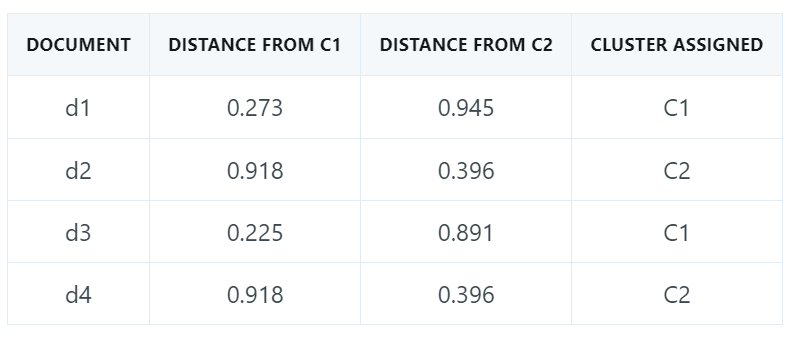 DOCUMENT DISTANCE FROM C1 DISTANCE FROM C2 CLUSTER ASSIGNED
d1 0.273 0.945 C1
d2 0.918 0.396 C2
d3 0.225 0.891 C1
d4 0.918 0.396 C2